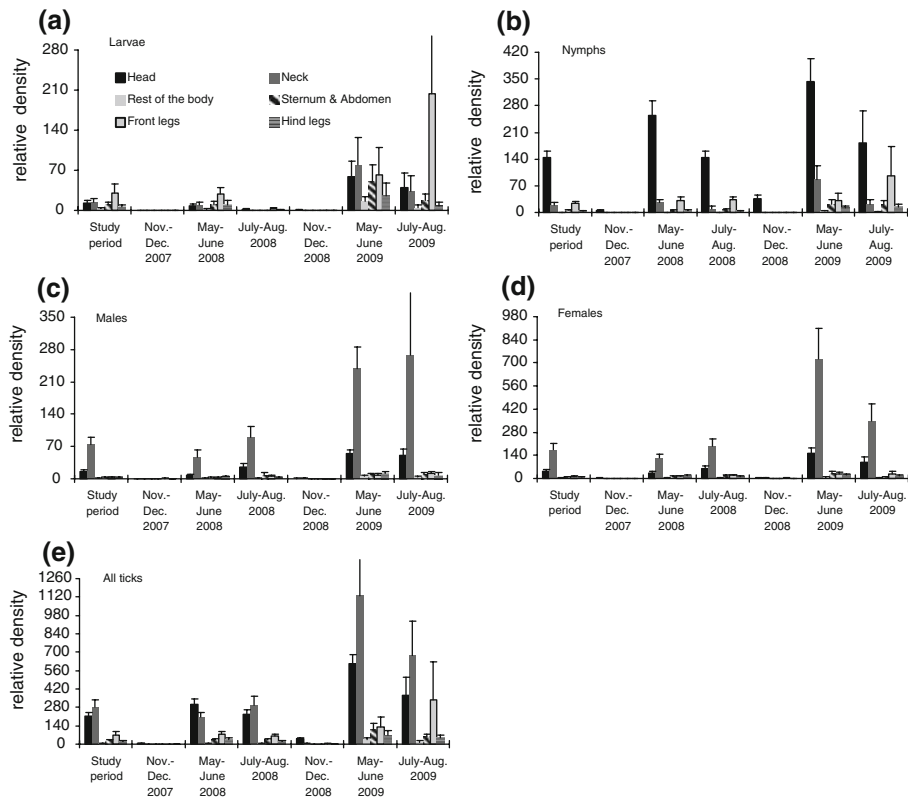 (a)
Larvae
relative density
280
210
140
70
0
Head
Neck
Rest of the body
Sternum & Abdomen
Front legs
Hind legs
Study period
Nov.-Dec. 2007
May-June 2008
July-Aug. 2008
Nov.-Dec. 2008
May-June 2009
July-Aug. 2009
(b)
Nymphs
relative density
420
350
280
210
140
70
0
Study period
Nov.-Dec. 2007
May-June 2008
July-Aug. 2008
Nov.-Dec. 2008
May-June 2009
July-Aug. 2009
(c)
Males
relative density
350
280
210
140
70
0
Study period
Nov.-Dec. 2007
May-June 2008
July-Aug. 2008
Nov.-Dec. 2008
May-June 2009
July-Aug. 2009
(d)
Females
relative density
980
840
700
560
420
280
140
0
Study period
Nov.-Dec. 2007
May-June 2008
July-Aug. 2008
Nov.-Dec. 2008
May-June 2009
July-Aug. 2009
(e)
All ticks
relative density
1260
1120
980
840
700
560
420
280
140
0
Study period
Nov.-Dec. 2007
May-June 2008
July-Aug. 2008
Nov.-Dec. 2008
May-June 2009
July-Aug. 2009